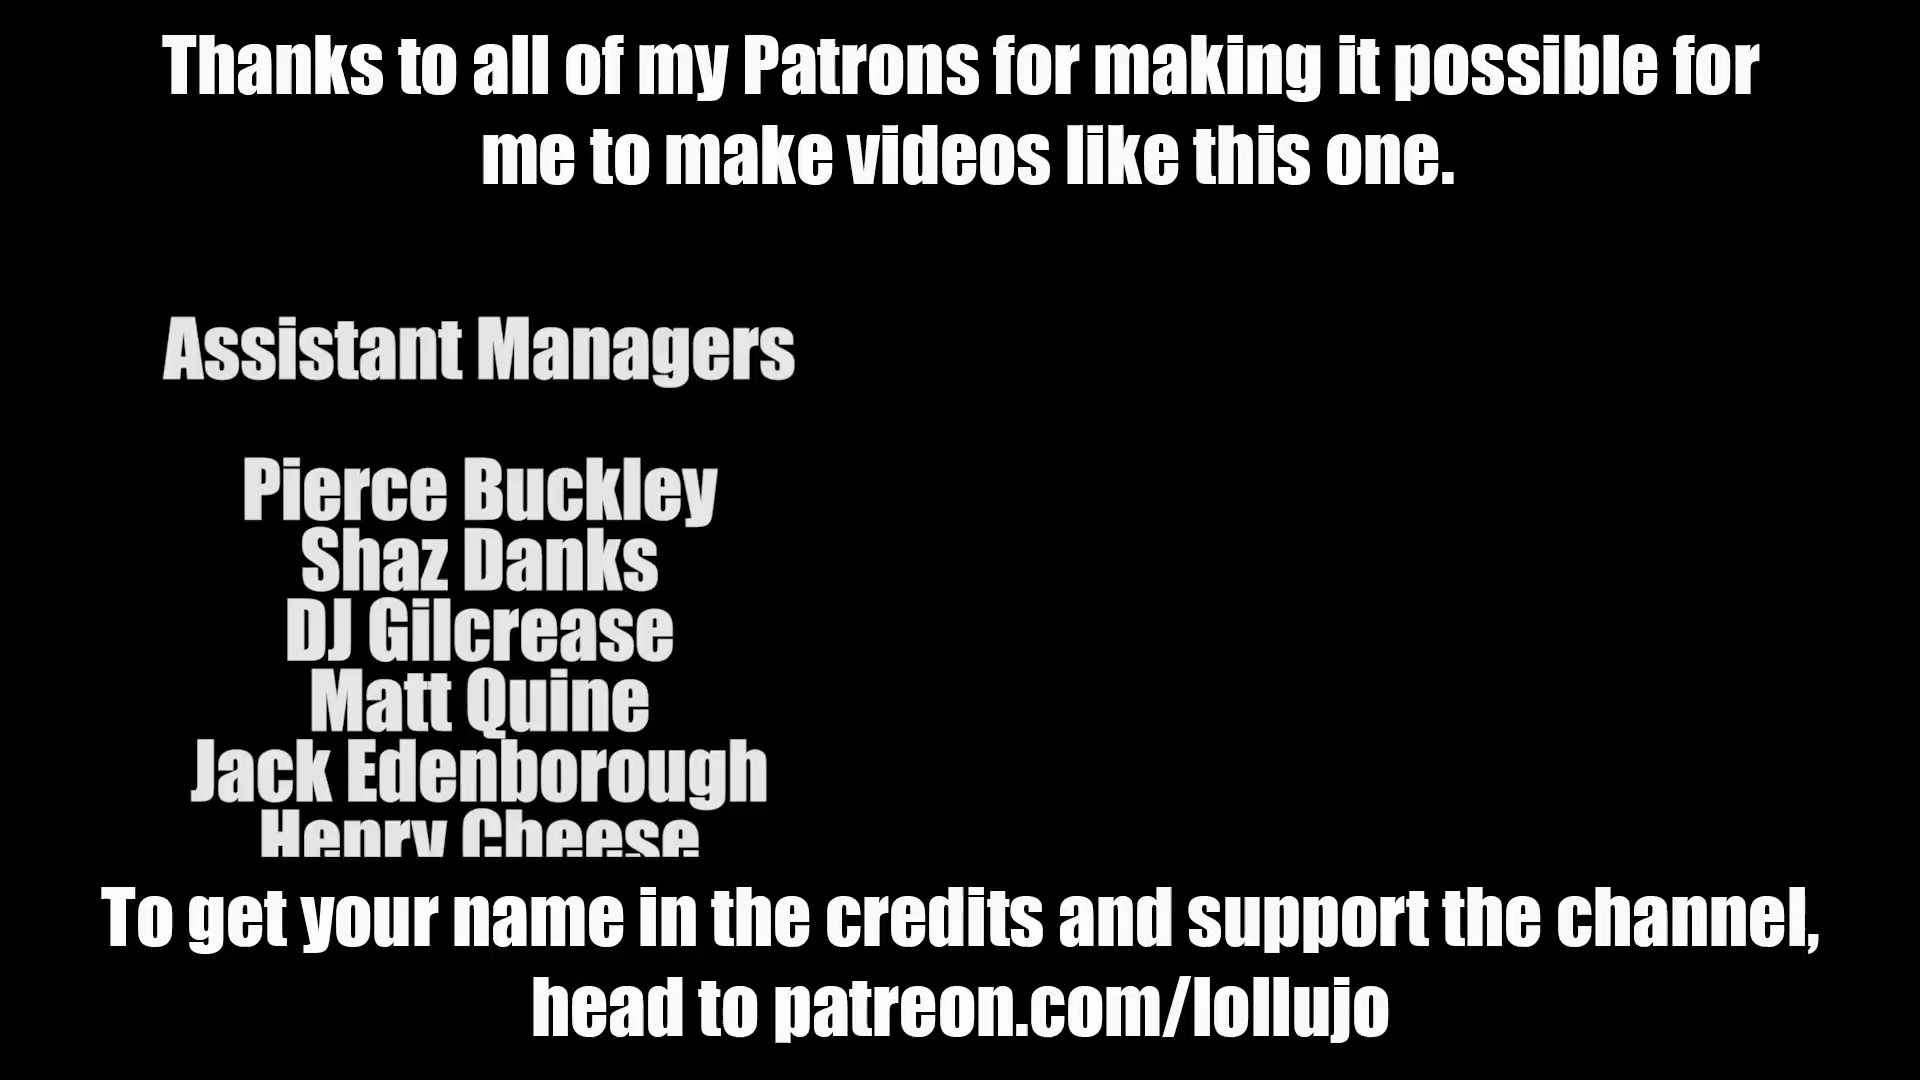 Thanks to all of my Patrons for making it possible for
me to make videos like this one.
Assistant Managers
Pierce Buckley
Shaz Danks
DJ Gilcrease
Matt Quine
Jack Edenborough
Henry Cheese
To get your name in the credits and support the channel,
head to patreon.com/lollujo